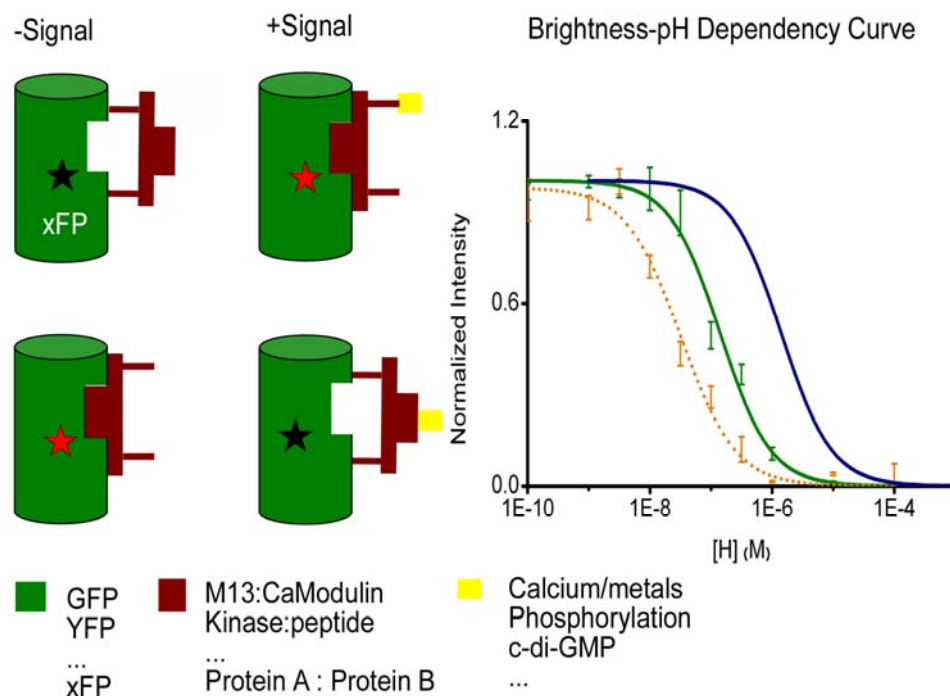 -Signal
+Signal
Brightness-pH Dependency Curve
xFP
Normalized Intensity
1.2
0.6
0.0
1E-10
1E-8
1E-6
1E-4
[H] (M)
GFP
YFP
...
xFP
M13:CaModulin
Kinase:peptide
...
Protein A : Protein B
Calcium/metals
Phosphorylation
c-di-GMP
...